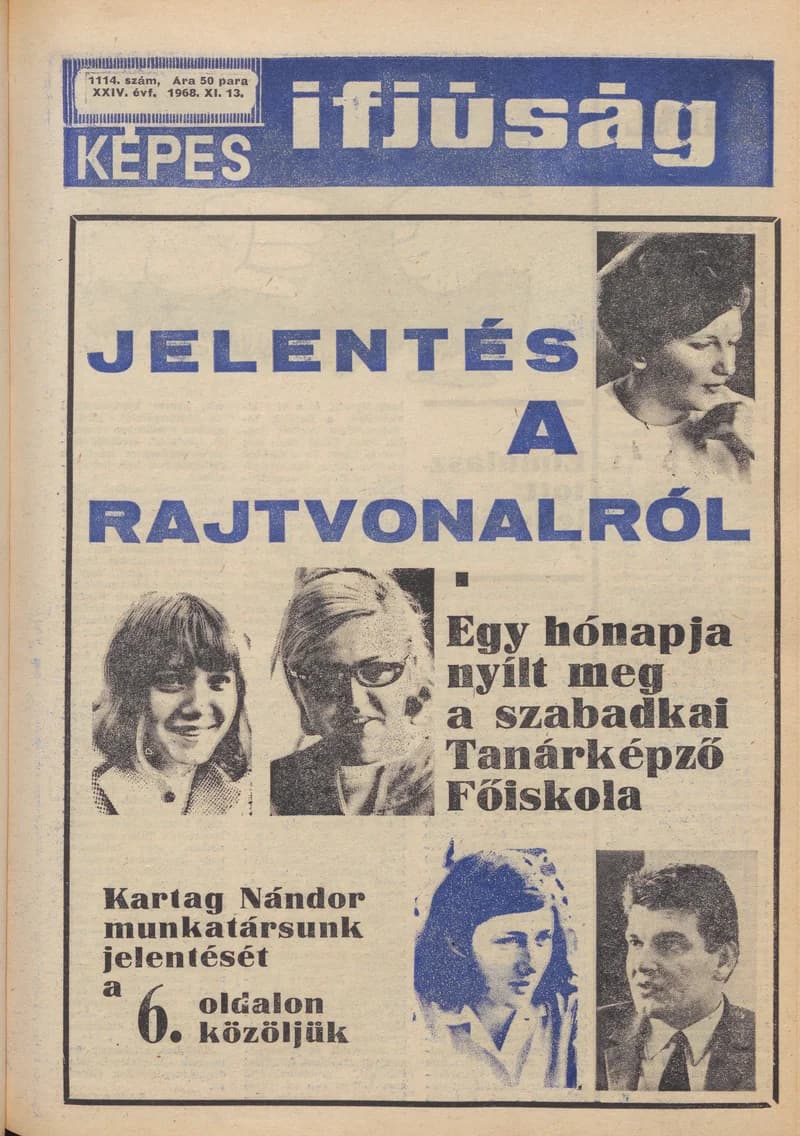 1114. szám, Ára 50 para
XXIV. évf. 1968. XI. 13.
KÉPES
ifjúság
JELENTÉS
A
RAJTVONALRÓL
Egy hónapja
nyílt meg
a szabadkai
Tanárképző
Főiskola
Kartag Nándor
munkatársunk
jelentését
a
6. oldalon
közöljük